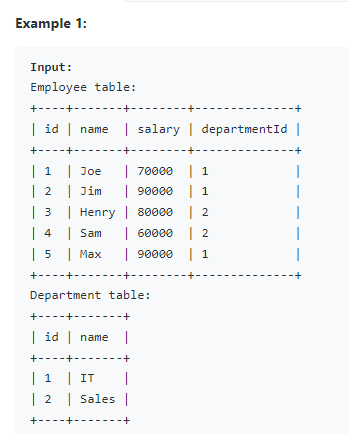 Example 1:
Input:
Employee table:
+----+-------+--------+--------------+
| id | name  | salary | departmentId |
+----+-------+--------+--------------+
| 1  | Joe   | 70000  | 1            |
| 2  | Jim   | 90000  | 1            |
| 3  | Henry | 80000  | 2            |
| 4  | Sam   | 60000  | 2            |
| 5  | Max   | 90000  | 1            |
+----+-------+--------+--------------+
Department table:
+----+-------+
| id | name  |
+----+-------+
| 1  | IT    |
| 2  | Sales |
+----+-------+